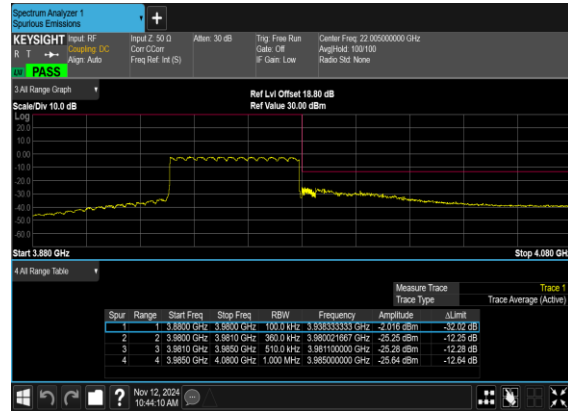 Spectrum Analyzer 1
Spurious Emissions
+
KEYSIGHT Input: RF Input Z: 50 Ω Atten: 30 dB Trig: Free Run Center Freq: 22.005000000 GHz
R T Coupling: DC Corr CCorr Gate: Off Avg|Hold: 100/100
Align: Auto Freq Ref: Int (S) IF Gain: Low Radio Std: None
PASS
3 All Range Graph
Ref Lvl Offset 18.80 dB
Scale/Div 10.0 dB Ref Value 30.00 dBm
Log
20.0
10.0
0.00
-10.0
-20.0
-30.0
-40.0
-50.0
-60.0
Start 3.880 GHz Stop 4.080 GHz
4 All Range Table
Measure Trace Trace 1
Trace Type Trace Average (Active)
Spur Range Start Freq Stop Freq RBW Frequency Amplitude ΔLimit
1 1 3.8800 GHz 3.9800 GHz 100.0 kHz 3.938333333 GHz -2.016 dBm -32.02 dB
2 2 3.9800 GHz 3.9810 GHz 360.0 kHz 3.980021667 GHz -25.25 dBm -12.25 dB
3 3 3.9810 GHz 3.9850 GHz 510.0 kHz 3.981100000 GHz -25.28 dBm -12.28 dB
4 4 3.9850 GHz 4.0800 GHz 1.000 MHz 3.985000000 GHz -25.64 dBm -12.64 dB
? Nov 12, 2024
10:44:10 AM